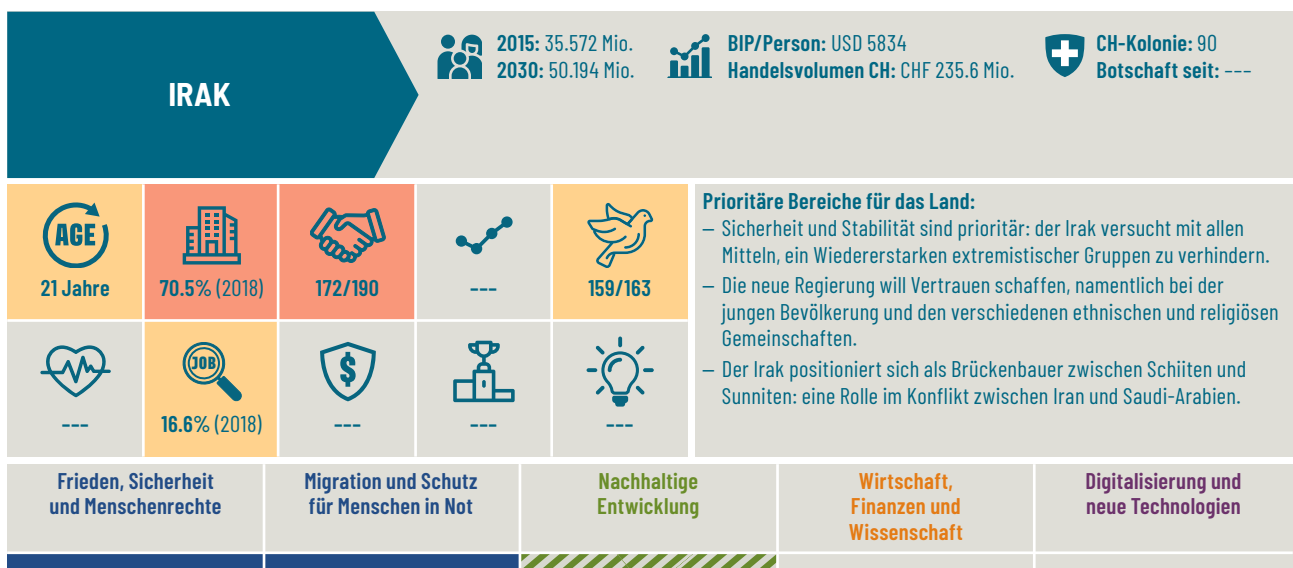 IRAK
2015: 35.572 Mio.
2030: 50.194 Mio.
BIP/Person: USD 5834
Handelsvolumen CH: CHF 235.6 Mio.
CH-Kolonie: 90
Botschaft seit: ---
AGE
21 Jahre
70.5% (2018)
172/190
---
159/163
---
JOB
16.6% (2018)
$
---
---
---
Prioritäre Bereiche für das Land:
– Sicherheit und Stabilität sind prioritär: der Irak versucht mit allen
Mitteln, ein Wiedererstarken extremistischer Gruppen zu verhindern.
– Die neue Regierung will Vertrauen schaffen, namentlich bei der
jungen Bevölkerung und den verschiedenen ethnischen und religiösen
Gemeinschaften.
– Der Irak positioniert sich als Brückenbauer zwischen Schiiten und
Sunniten: eine Rolle im Konflikt zwischen Iran und Saudi-Arabien.
Frieden, Sicherheit
und Menschenrechte
Migration und Schutz
für Menschen in Not
Nachhaltige
Entwicklung
Wirtschaft,
Finanzen und
Wissenschaft
Digitalisierung und
neue Technologien